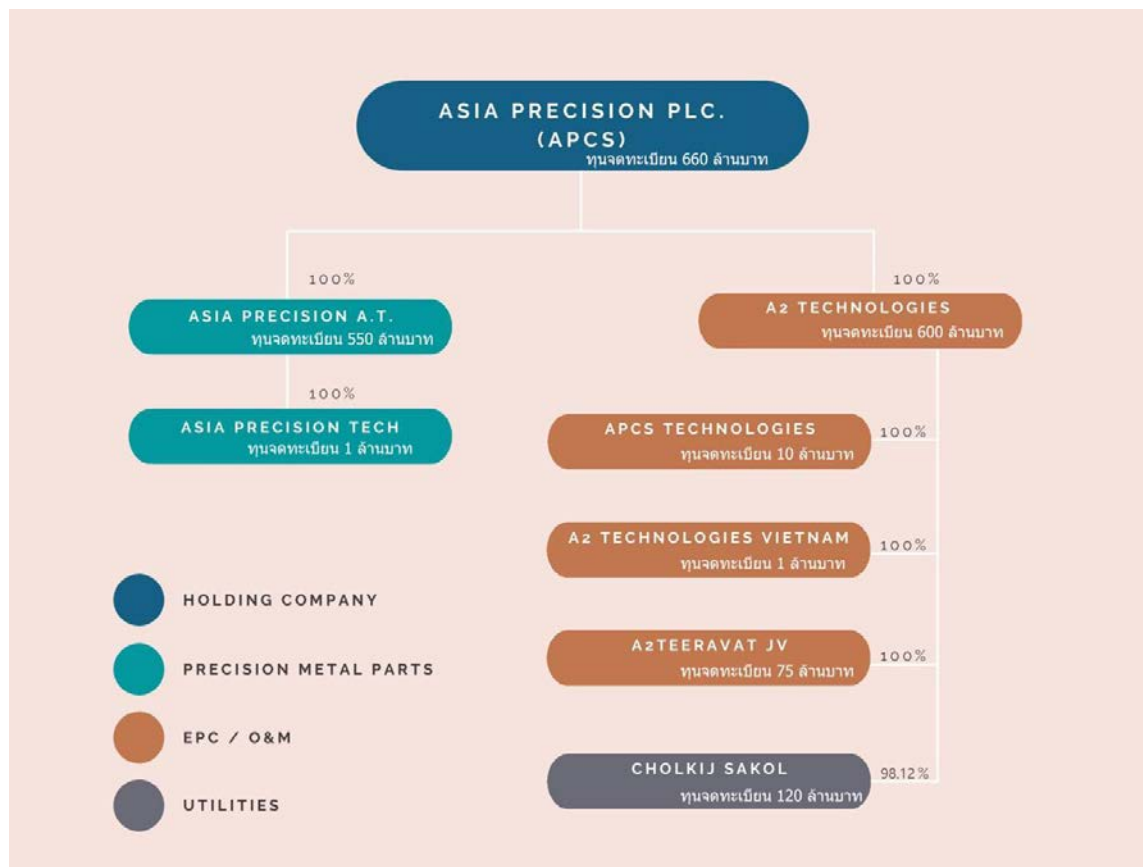 ASIA PRECISION PLC.
(APCS)
ทุนจดทะเบียน 660 ล้านบาท
100%
ASIA PRECISION A.T.
ทุนจดทะเบียน 550 ล้านบาท
100%
ASIA PRECISION TECH
ทุนจดทะเบียน 1 ล้านบาท
100%
A2 TECHNOLOGIES
ทุนจดทะเบียน 600 ล้านบาท
APCS TECHNOLOGIES
ทุนจดทะเบียน 10 ล้านบาท
100%
A2 TECHNOLOGIES VIETNAM
ทุนจดทะเบียน 1 ล้านบาท
100%
A2TEERAVAT JV
ทุนจดทะเบียน 75 ล้านบาท
100%
CHOLKIJ SAKOL
ทุนจดทะเบียน 120 ล้านบาท
98.12%
HOLDING COMPANY
PRECISION METAL PARTS
EPC / O&M
UTILITIES